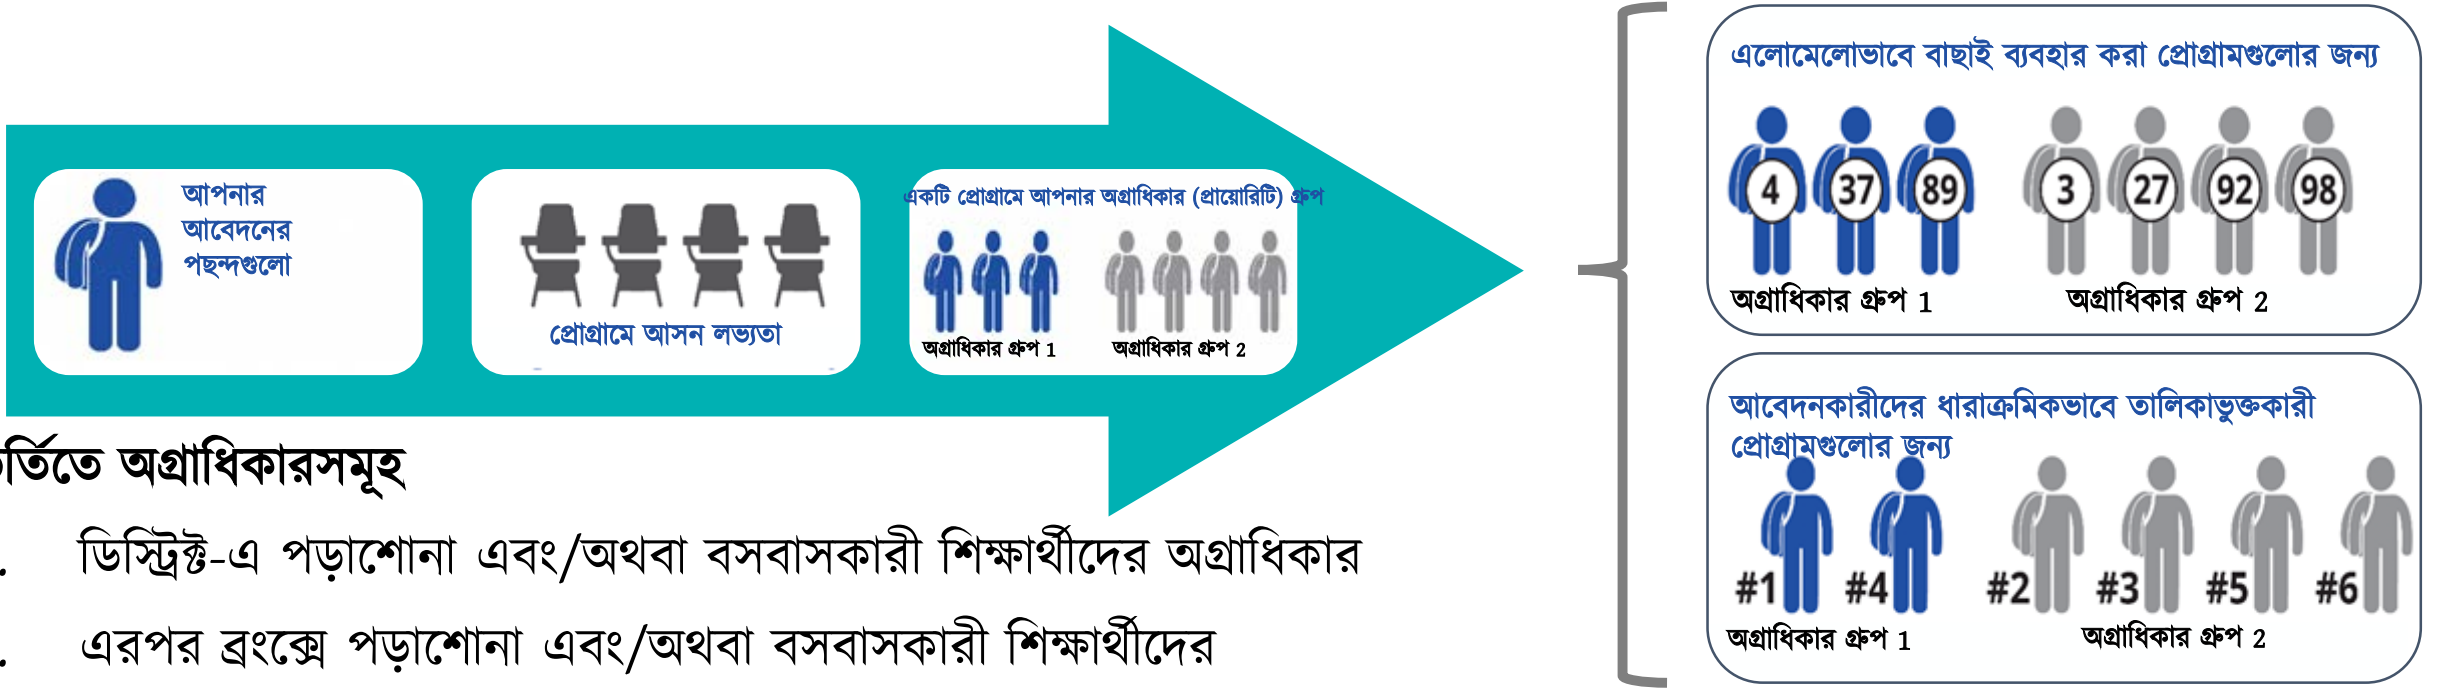 আপনার
আবেদনের
পছন্দগুলো
প্রোগ্রামে আসন লভ্যতা
একটি প্রোগ্রামে আপনার অগ্রাধিকার (প্রায়োরিটি) গ্রুপ
অগ্রাধিকার গ্রুপ 1
অগ্রাধিকার গ্রুপ 2
এলোমেলোভাবে বাছাই ব্যবহার করা প্রোগ্রামগুলোর জন্য
4 37 89 3 27 92 98
অগ্রাধিকার গ্রুপ 1 অগ্রাধিকার গ্রুপ 2
আবেদনকারীদের ধারাক্রমিকভাবে তালিকাভুক্তকারী
প্রোগ্রামগুলোর জন্য
#1 #4 #2 #3 #5 #6
অগ্রাধিকার গ্রুপ 1 অগ্রাধিকার গ্রুপ 2
অগ্রাধিকারসমূহ
ডিস্ট্রিক্ট-এ পড়াশোনা এবং/অথবা বসবাসকারী শিক্ষার্থীদের অগ্রাধিকার
এরপর ব্রংক্সে পড়াশোনা এবং/অথবা বসবাসকারী শিক্ষার্থীদের